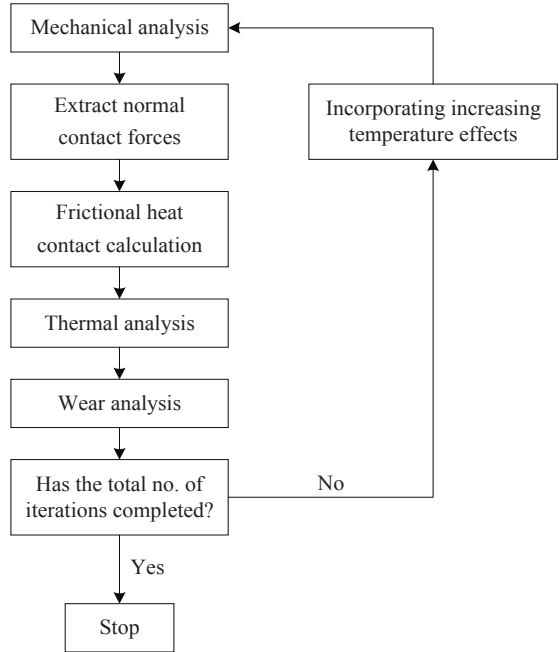 Mechanical analysis
Extract normal
contact forces
Frictional heat
contact calculation
Thermal analysis
Wear analysis
Has the total no. of
iterations completed?
Yes
Stop
No
Incorporating increasing
temperature effects